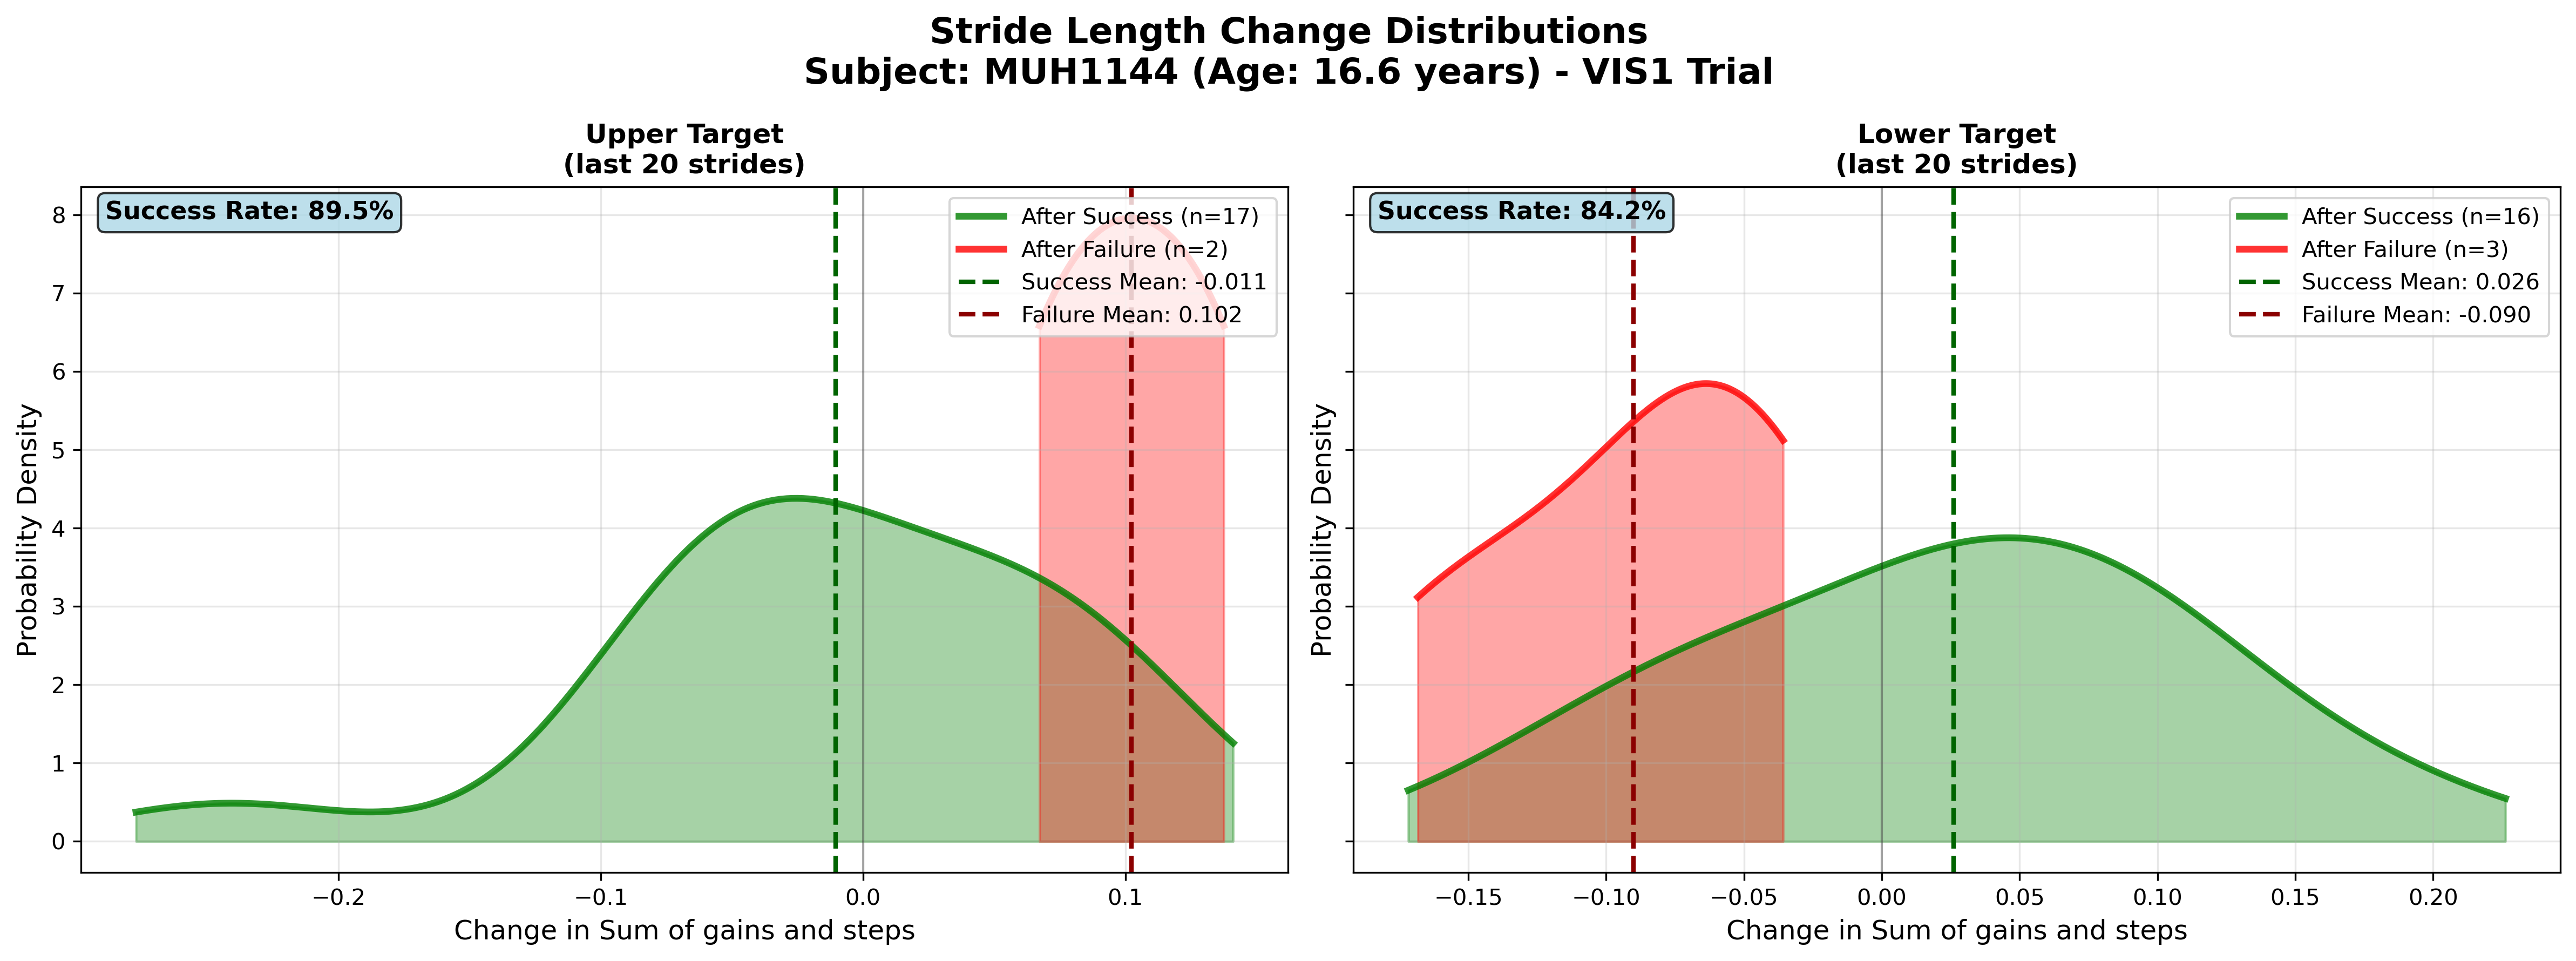 Stride Length Change Distributions
Subject: MUH1144 (Age: 16.6 years) - VIS1 Trial
Upper Target
(last 20 strides)
Success Rate: 89.5%
After Success (n=17)
After Failure (n=2)
Success Mean: -0.011
Failure Mean: 0.102
Probability Density
8
7
6
5
4
3
2
1
0
−0.2
−0.1
0.0
0.1
Change in Sum of gains and steps
Lower Target
(last 20 strides)
Success Rate: 84.2%
After Success (n=16)
After Failure (n=3)
Success Mean: 0.026
Failure Mean: -0.090
Probability Density
−0.15
−0.10
−0.05
0.00
0.05
0.10
0.15
0.20
Change in Sum of gains and steps